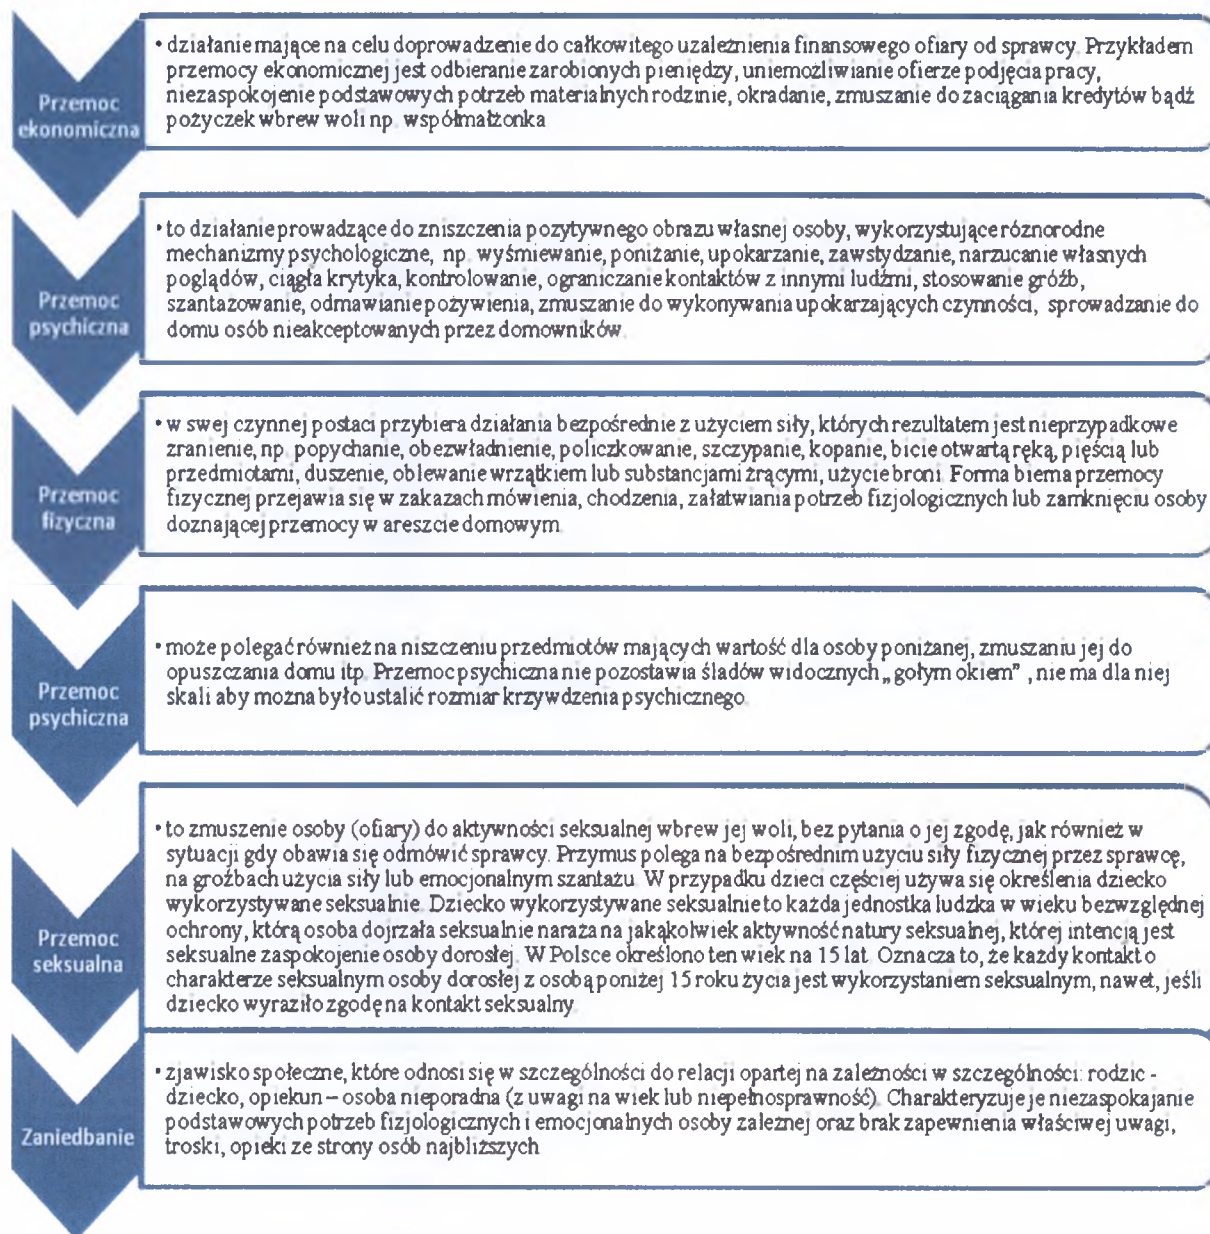 Przemoc
ekonomiczna
• działanie mające na celu doprowadzenie do całkowitego uzależnienia finansowego ofiary od sprawcy. Przykładem
przemocy ekonomicznej jest odbieranie zarobionych pieniędzy, uniemożliwianie ofierze podjęcia pracy,
niezaspokojenie podstawowych potrzeb materialnych rodzinie, okradanie, zmuszanie do zaciągania kredytów bądź
pożyczek wbrew woli np. współmałżonka.
Przemoc
psychiczna
• to działanie prowadzące do zniszczenia pozytywnego obrazu własnej osoby, wykorzystujące różnorodne
mechanizmy psychologiczne, np. wyśmiewanie, poniżanie, upokarzanie, zawstydzanie, narzucanie własnych
poglądów, ciągła krytyka, kontrolowanie, ograniczanie kontaktów z innymi ludźmi, stosowanie gróźb,
szantażowanie, odmawianie pożywienia, zmuszanie do wykonywania upokarzających czynności, sprowadzanie do
domu osób nieakceptowanych przez domowników.
Przemoc
fizyczna
• w swej czynnej postaci przybiera działania bezpośrednie z użyciem siły, których rezultatem jest nieprzypadkowe
zranienie, np. popychanie, obezwładnienie, policzkowanie, szczypanie, kopanie, bicie otwartą ręką, pięścią lub
przedmiotami, duszenie, oblewanie wrzątkiem lub substancjami żrącymi, użycie broni. Forma bierna przemocy
fizycznej przejawia się w zakazach mówienia, chodzenia, załatwiania potrzeb fizjologicznych lub zamknięciu osoby
doznającej przemocy w areszcie domowym.
Przemoc
psychiczna
• może polegać również na niszczeniu przedmiotów mających wartość dla osoby poniżanej, zmuszaniu jej do
opuszczania domu itp. Przemoc psychiczna nie pozostawia śladów widocznych „gołym okiem” , nie ma dla niej
skali aby można było ustalić rozmiar krzywdzenia psychicznego.
Przemoc
seksualna
• to zmuszenie osoby (ofiary) do aktywności seksualnej wbrew jej woli, bez pytania o jej zgodę, jak również w
sytuacji gdy obawia się odmówić sprawcy. Przymus polega na bezpośrednim użyciu siły fizycznej przez sprawcę,
na groźbach użycia siły lub emocjonalnym szantażu. W przypadku dzieci częściej używa się określenia dziecko
wykorzystywane seksualnie. Dziecko wykorzystywane seksualnie to każda jednostka ludzka w wieku bezwzględnej
ochrony, którą osoba dojrzała seksualnie naraża na jakąkolwiek aktywność natury seksualnej, której intencją jest
seksualne zaspokojenie osoby dorosłej. W Polsce określono ten wiek na 15 lat. Oznacza to, że każdy kontakt o
charakterze seksualnym osoby dorosłej z osobą poniżej 15 roku życia jest wykorzystaniem seksualnym, nawet, jeśli
dziecko wyraziło zgodę na kontakt seksualny.
Zaniedbanie
• zjawisko społeczne, które odnosi się w szczególności do relacji opartej na zależności w szczególności: rodzic -
dziecko, opiekun – osoba nieporadna (z uwagi na wiek lub niepełnosprawność). Charakteryzuje je niezaspokajanie
podstawowych potrzeb fizjologicznych i emocjonalnych osoby zależnej oraz brak zapewnienia właściwej uwagi,
troski, opieki ze strony osób najbliższych.